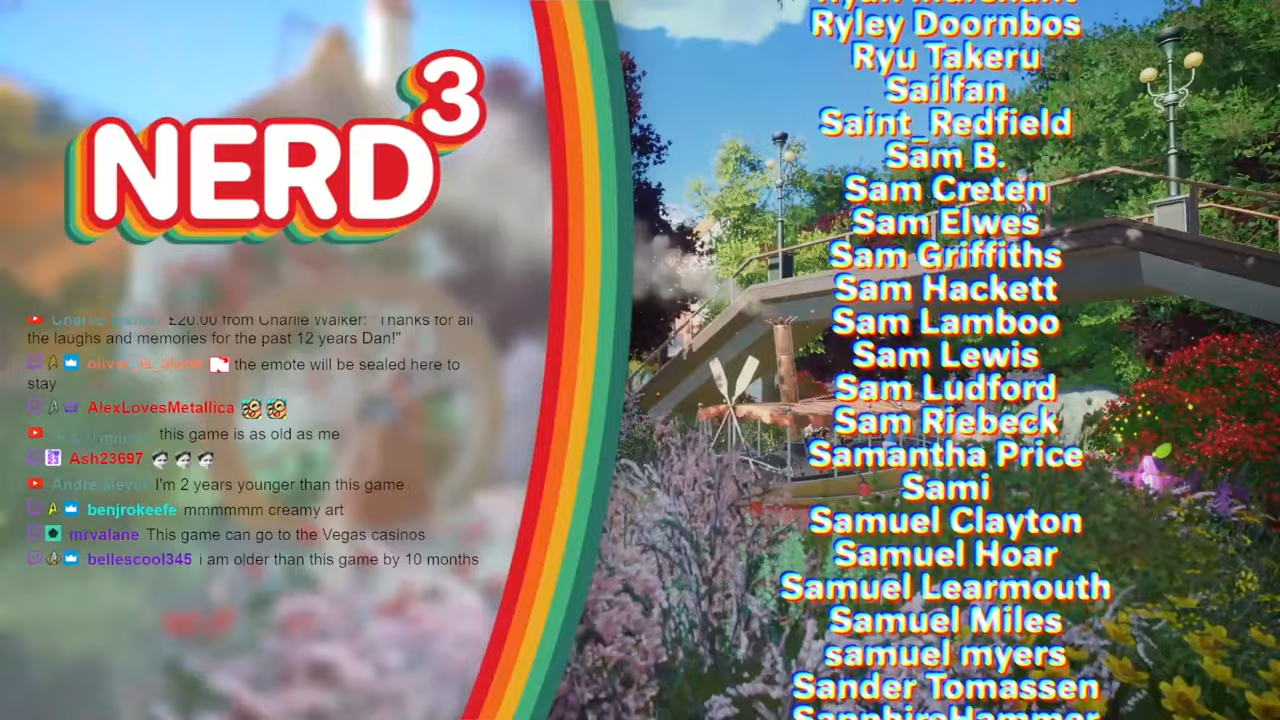 NERD³
£20.00 from Charlie Walker: "Thanks for all
the laughs and memories for the past 12 years Dan!"
oliver_is_alone the emote will be sealed here to
stay
AlexLovesMetallica
this game is as old as me
Ash23697
Andre Meyer I'm 2 years younger than this game
benjrokeefe mmmmmm creamy art
mrvalane This game can go to the Vegas casinos
bellescool345 i am older than this game by 10 months
Ryley Doornbos
Ryu Takeru
Sailfan
Saint_Redfield
Sam B.
Sam Creten
Sam Elwes
Sam Griffiths
Sam Hackett
Sam Lamboo
Sam Lewis
Sam Ludford
Sam Riebeck
Samantha Price
Sami
Samuel Clayton
Samuel Hoar
Samuel Learmouth
Samuel Miles
samuel myers
Sander Tomassen
SapphireHammer